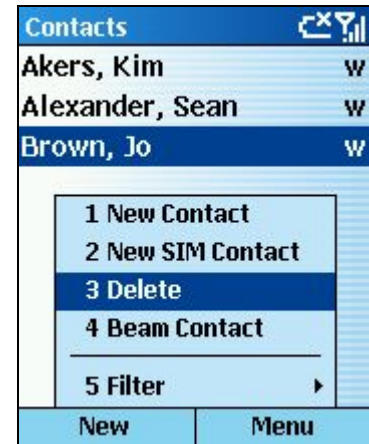 Contacts
Akers, Kim w
Alexander, Sean w
Brown, Jo w
1 New Contact
2 New SIM Contact
3 Delete
4 Beam Contact
5 Filter
New Menu